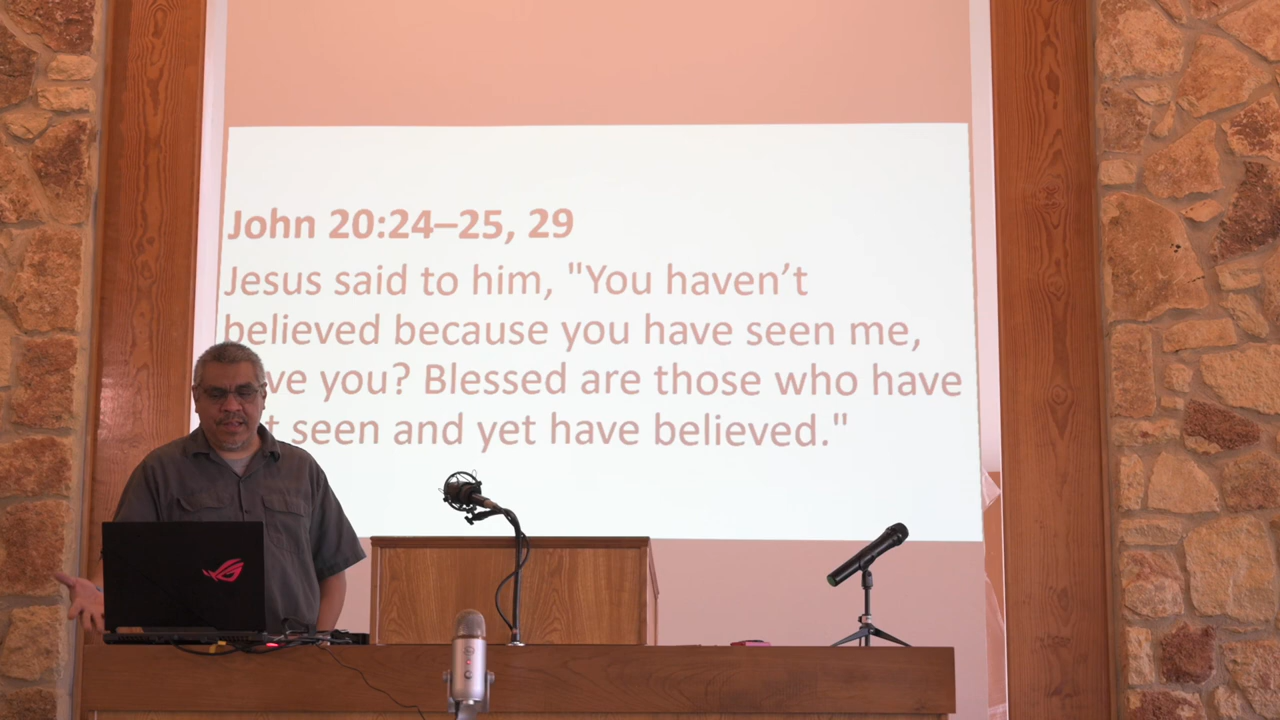 John 20:24–25, 29
Jesus said to him, "You haven’t
believed because you have seen me,
you? Blessed are those who have
seen and yet have believed."